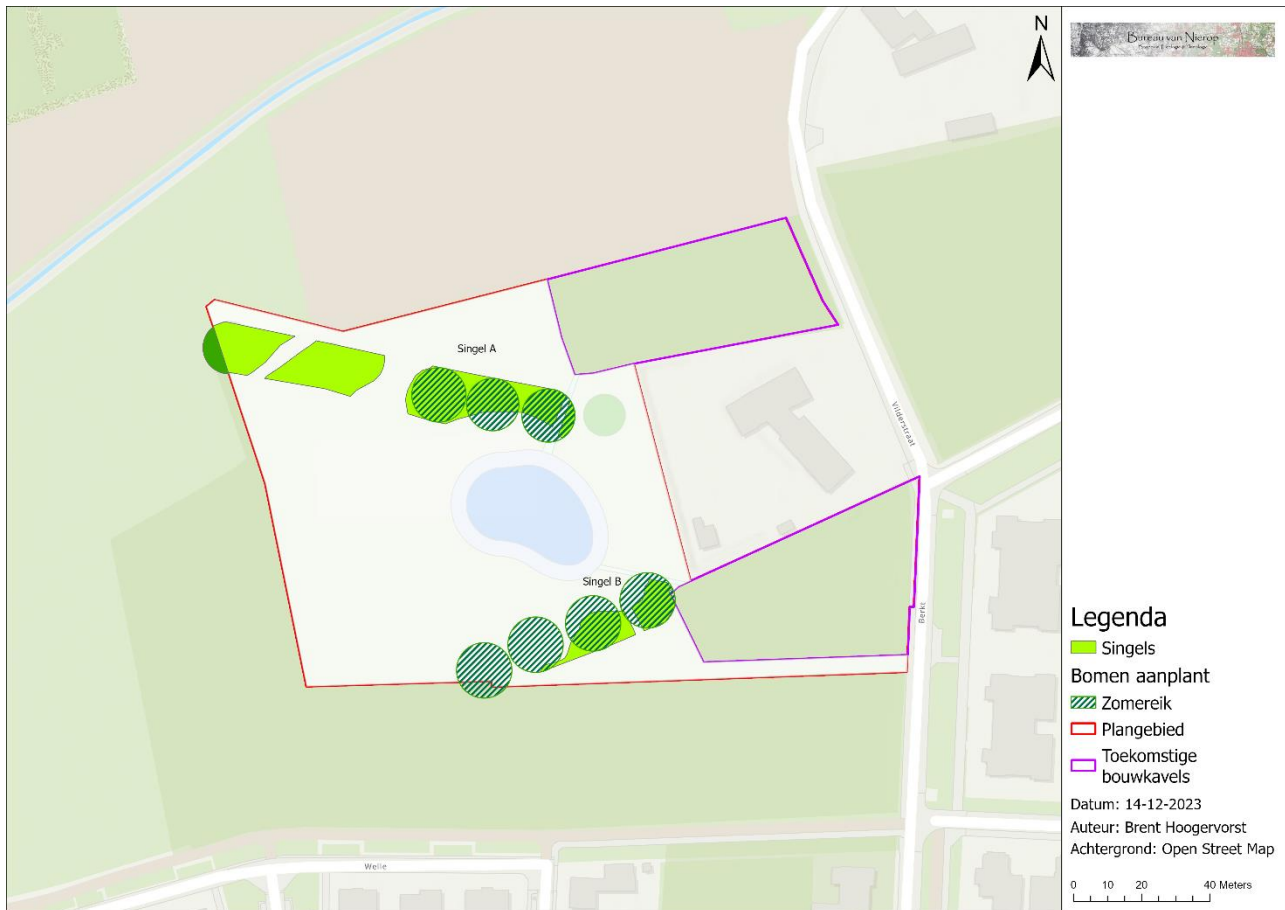 N
Bureau van Nierop
Singel A
Vilderstraat
Singel B
Berkt
Welle
Legenda
Singels
Bomen aanplant
Zomereik
Plangebied
Toekomstige
bouwkavels
Datum: 14-12-2023
Auteur: Brent Hoogervorst
Achtergrond: Open Street Map
0 10 20 40 Meters